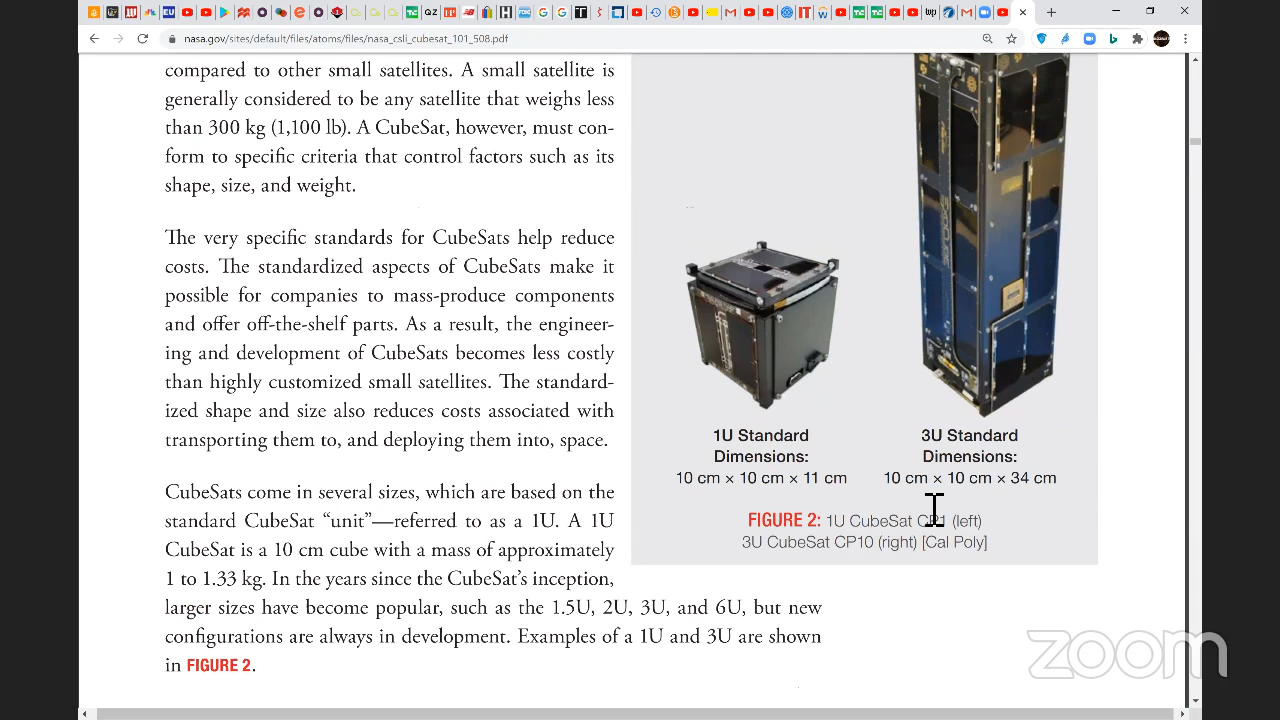 nasa.gov/sites/default/files/atoms/files/nasa_csli_cubesat_101_508.pdf
compared to other small satellites. A small satellite is
generally considered to be any satellite that weighs less
than 300 kg (1,100 lb). A CubeSat, however, must con-
form to specific criteria that control factors such as its
shape, size, and weight.
The very specific standards for CubeSats help reduce
costs. The standardized aspects of CubeSats make it
possible for companies to mass-produce components
and offer off-the-shelf parts. As a result, the engineer-
ing and development of CubeSats becomes less costly
than highly customized small satellites. The standard-
ized shape and size also reduces costs associated with
transporting them to, and deploying them into, space.
CubeSats come in several sizes, which are based on the
standard CubeSat “unit”—referred to as a 1U. A 1U
CubeSat is a 10 cm cube with a mass of approximately
1 to 1.33 kg. In the years since the CubeSat’s inception,
larger sizes have become popular, such as the 1.5U, 2U, 3U, and 6U, but new
configurations are always in development. Examples of a 1U and 3U are shown
in FIGURE 2.
1U Standard
Dimensions:
10 cm × 10 cm × 11 cm
3U Standard
Dimensions:
10 cm × 10 cm × 34 cm
FIGURE 2: 1U CubeSat CP1 (left)
3U CubeSat CP10 (right) [Cal Poly]
zoom